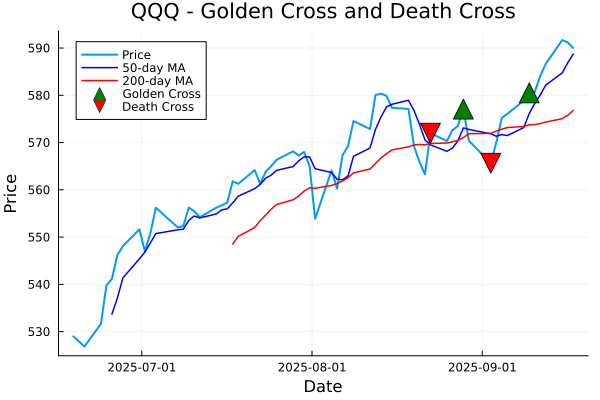 QQQ - Golden Cross and Death Cross
Price
50-day MA
200-day MA
Golden Cross
Death Cross
590
580
570
560
550
540
530
Price
2025-07-01
2025-08-01
2025-09-01
Date